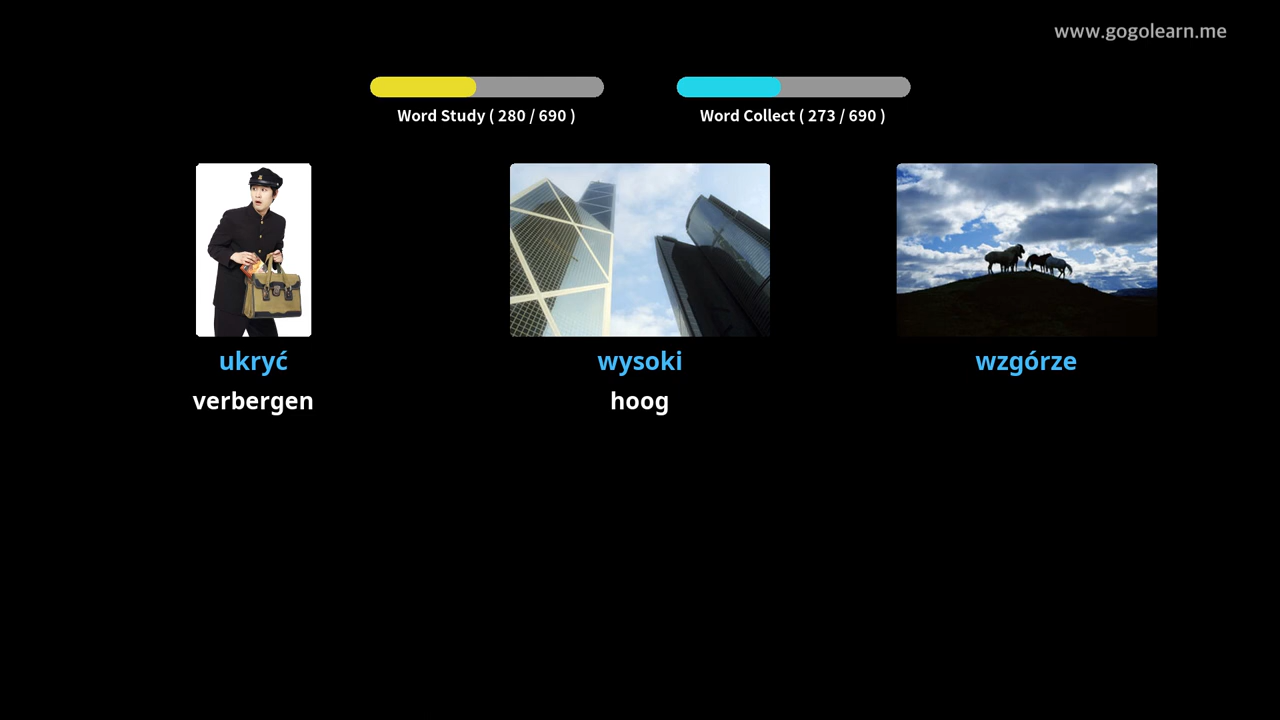 www.gogolearn.me
Word Study ( 280 / 690 )
Word Collect ( 273 / 690 )
ukryć
wysoki
wzgórze
verbergen
hoog